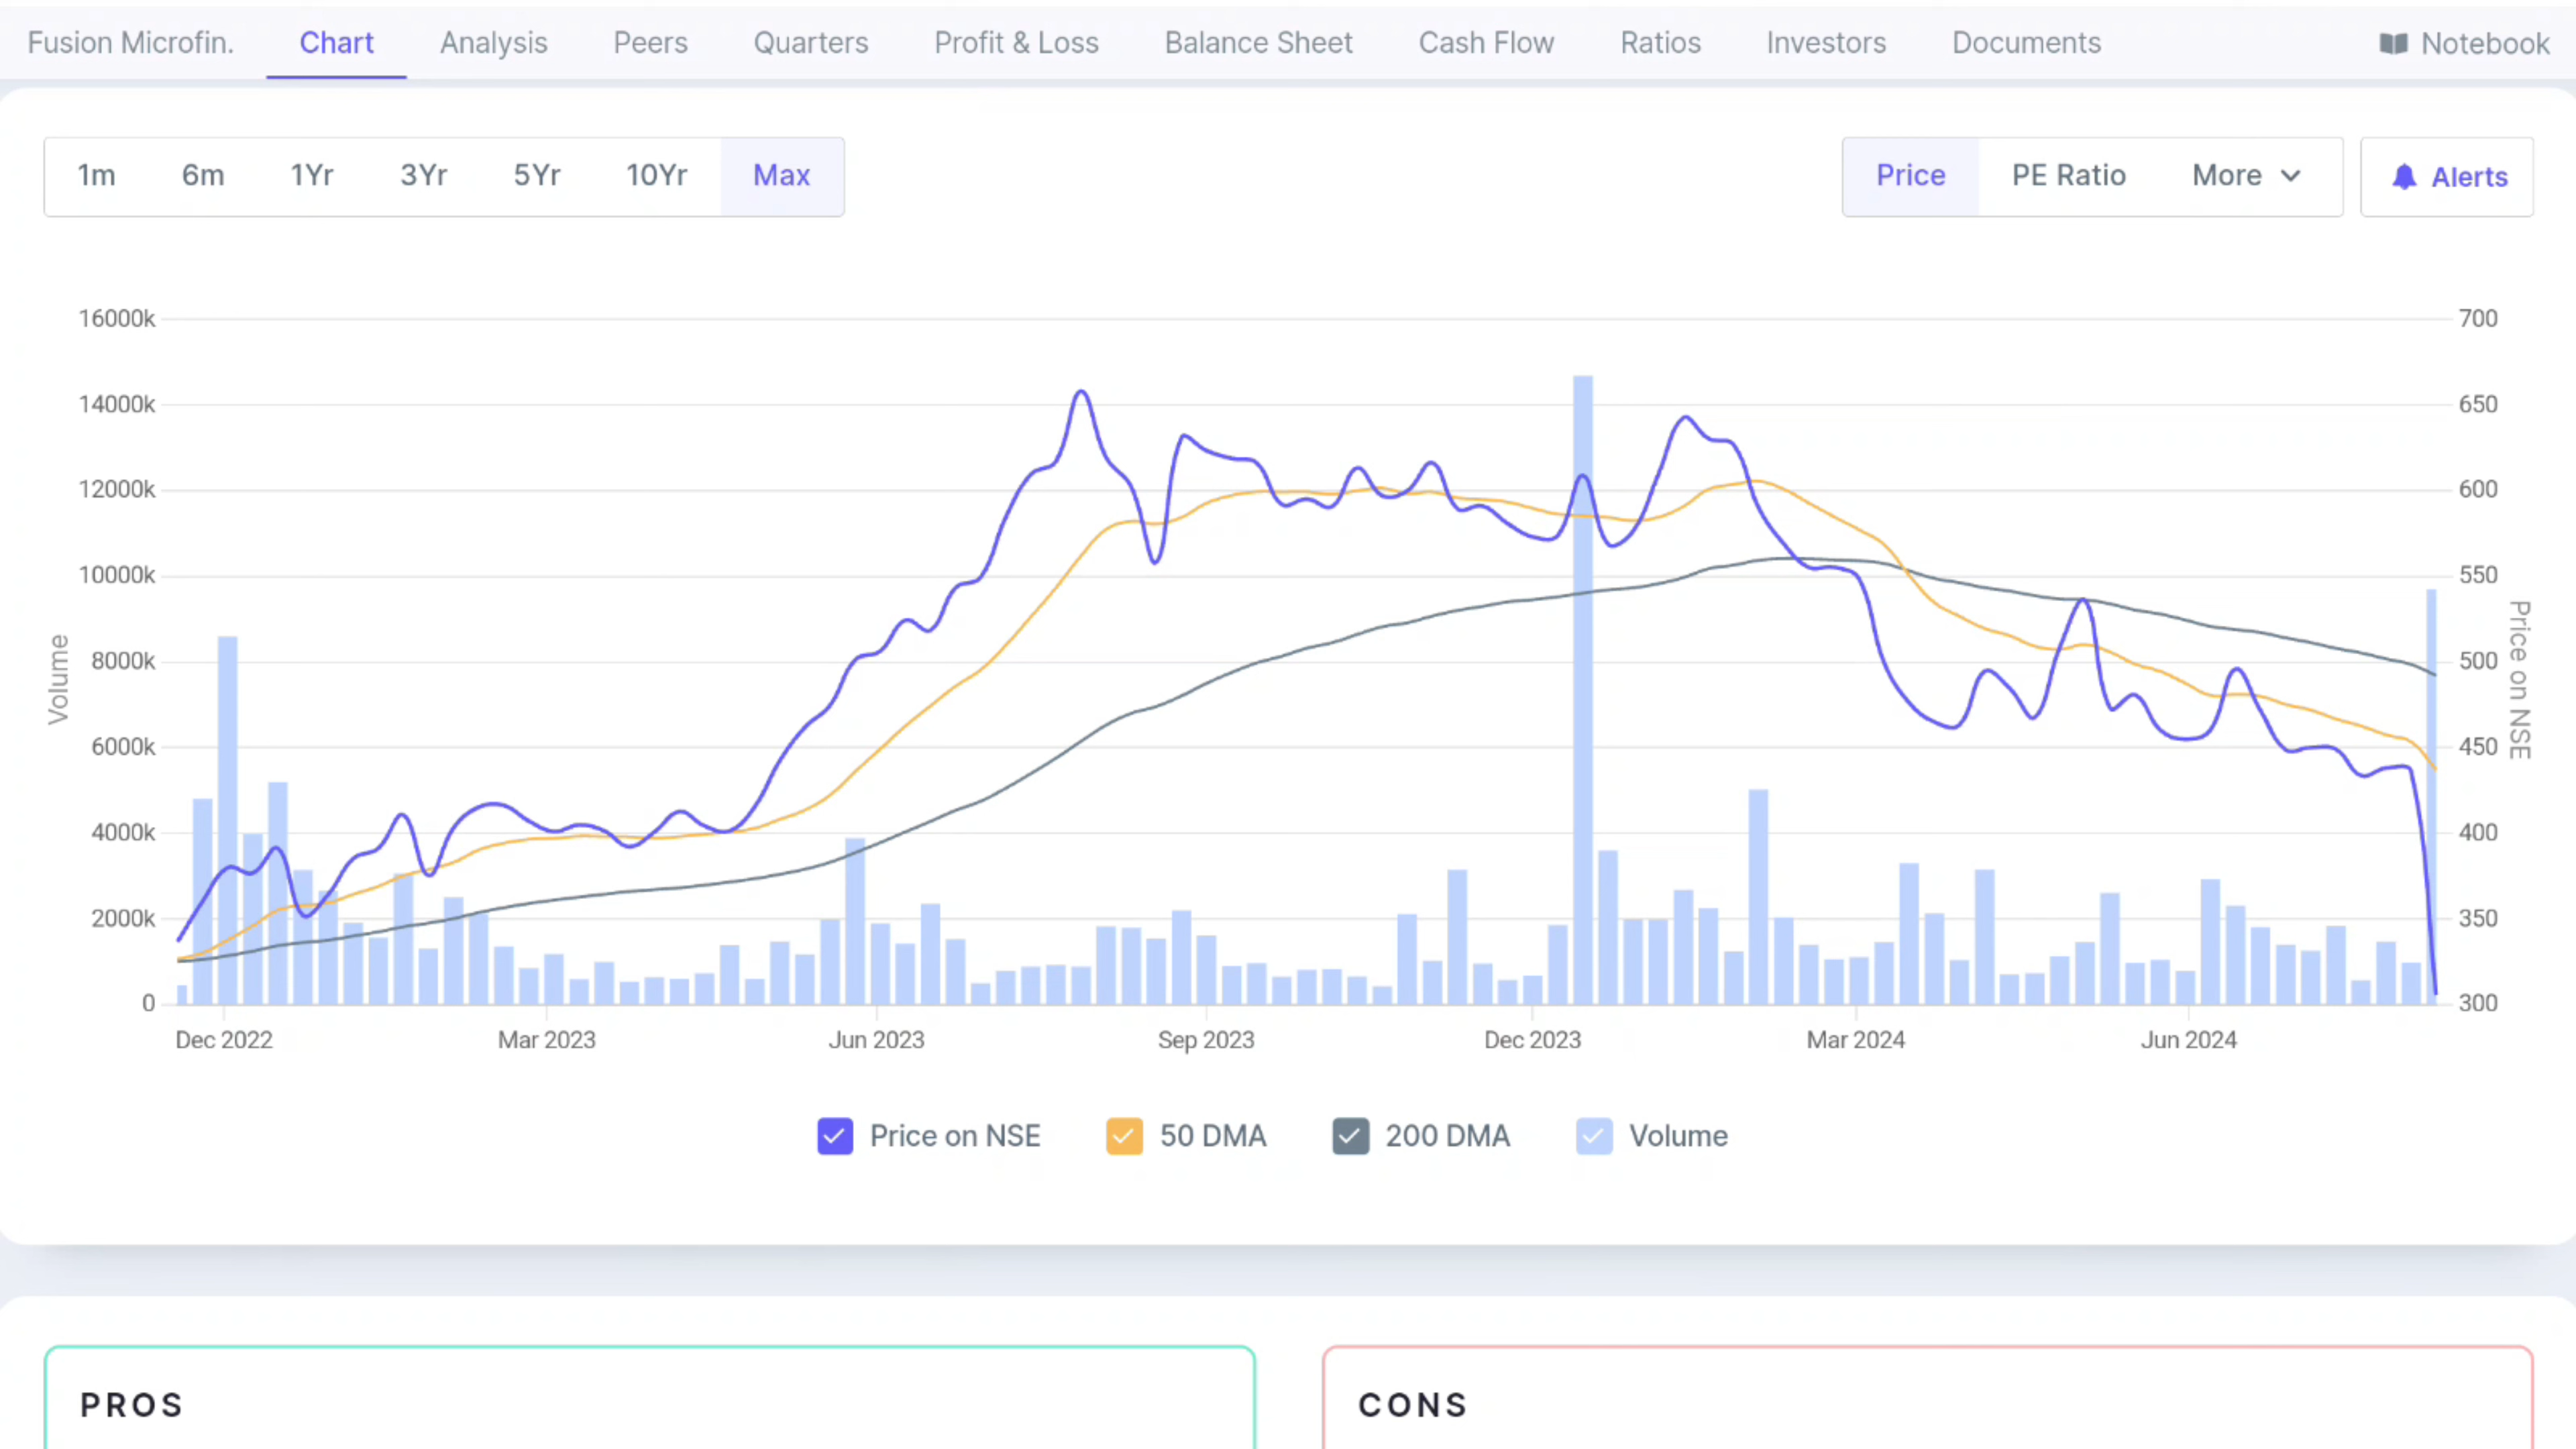 Fusion Microfin. Chart Analysis Peers Quarters Profit & Loss Balance Sheet Cash Flow Ratios Investors Documents Notebook
1m 6m 1Yr 3Yr 5Yr 10Yr Max Price PE Ratio More Alerts
16000k 700
14000k 650
12000k 600
10000k 550
8000k 500
6000k 450
4000k 400
2000k 350
0 300
Volume
Price on NSE
Dec 2022 Mar 2023 Jun 2023 Sep 2023 Dec 2023 Mar 2024 Jun 2024
Price on NSE 50 DMA 200 DMA Volume
PROS CONS